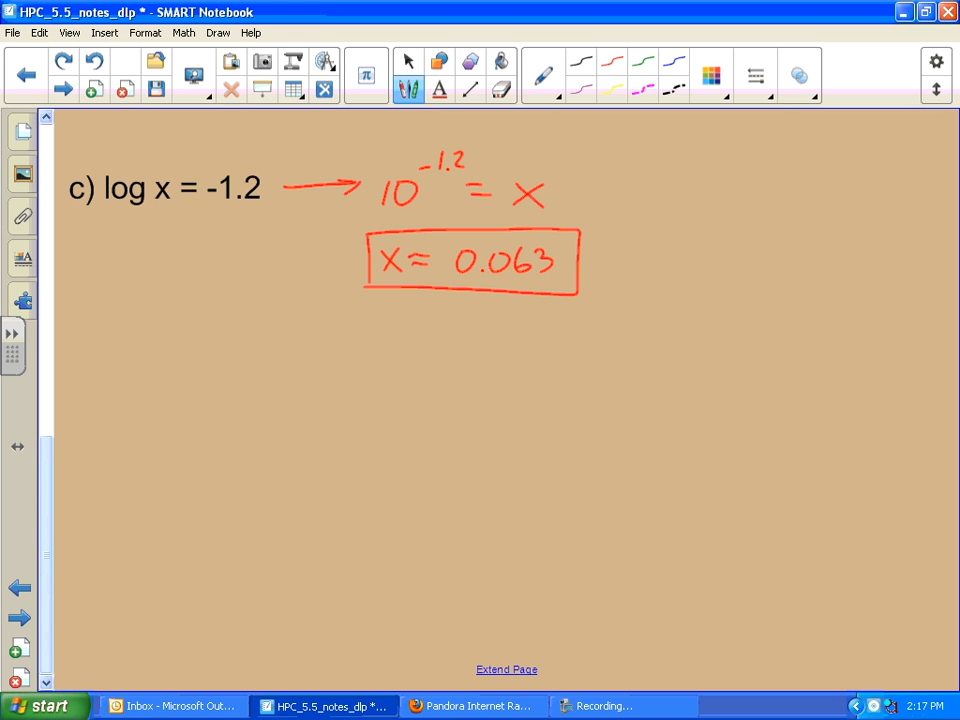 HPC_5.5_notes_dlp * - SMART Notebook
File Edit View Insert Format Math Draw Help
π
A
c) log x = -1.2 → 10^-1.2 = x
x ≈ 0.063
Extend Page
start Inbox - Microsoft Out... HPC_5.5_notes_dlp *... Pandora Internet Ra... Recording... 2:17 PM